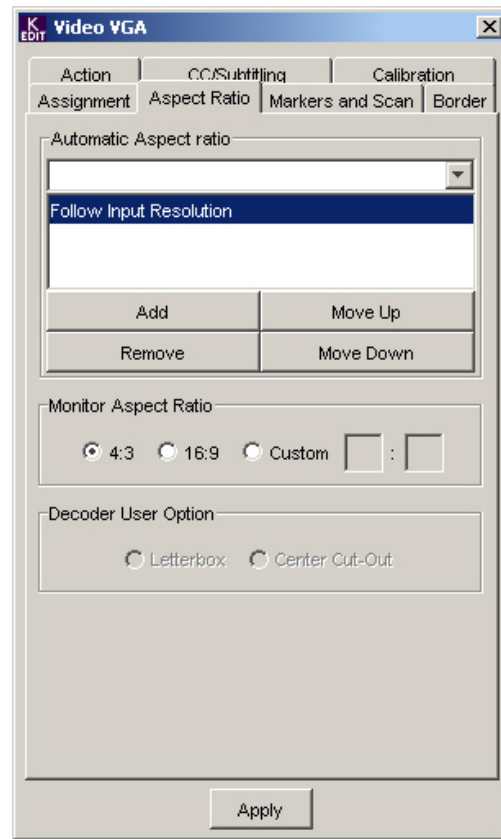 K EDIT Video VGA
Action CC/Subtitling Calibration
Assignment Aspect Ratio Markers and Scan Border
Automatic Aspect ratio
Follow Input Resolution
Add Move Up
Remove Move Down
Monitor Aspect Ratio
4:3 16:9 Custom :
Decoder User Option
Letterbox Center Cut-Out
Apply